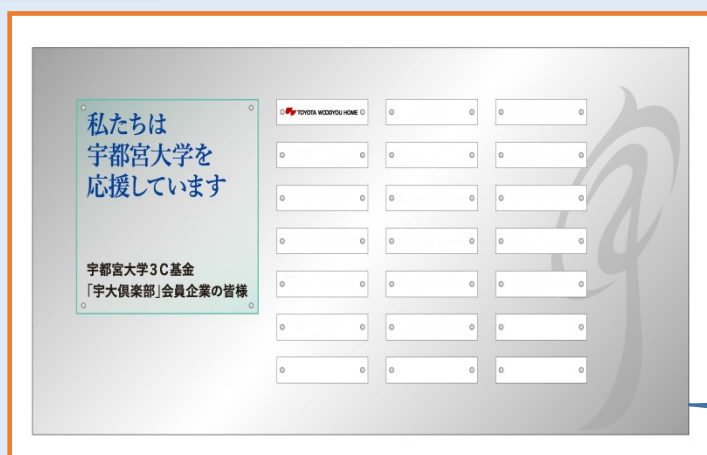 私たちは
宇都宮大学を
応援しています
宇都宮大学3C基金
「宇大倶楽部」会員企業の皆様
TOYOTA WOODYOU HOME